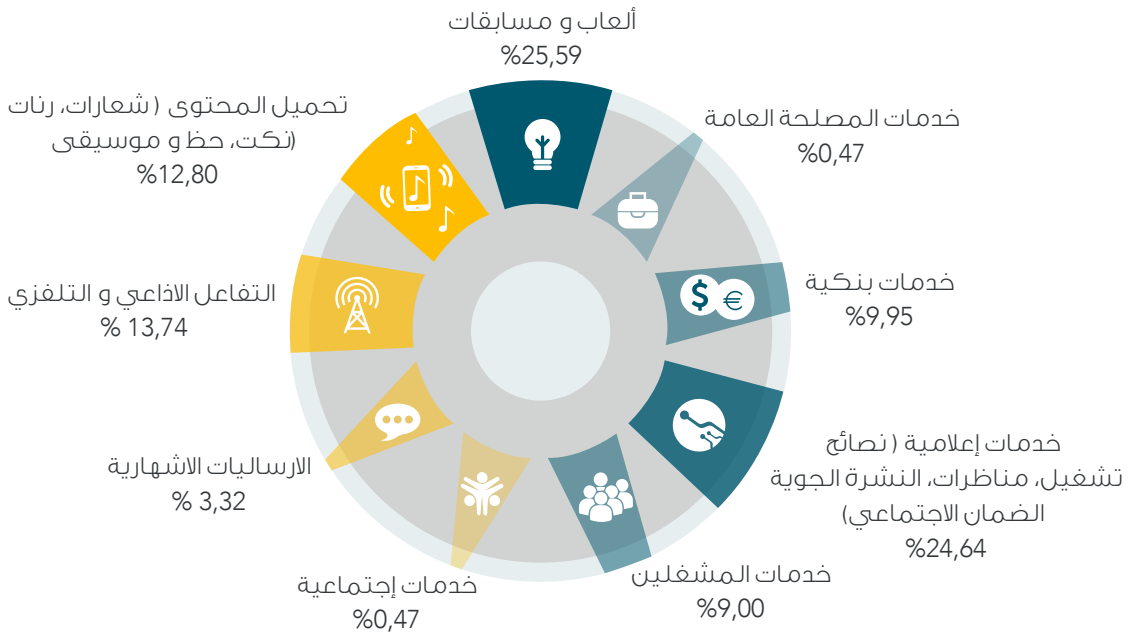 ألعاب و مسابقات
%25,59
خدمات المصلحة العامة
%0,47
خدمات بنكية
%9,95
خدمات إعلامية ( نصائح
تشغيل، مناظرات، النشرة الجوية
الضمان الاجتماعي)
%24,64
خدمات المشغلين
%9,00
خدمات إجتماعية
%0,47
الارساليات الاشهارية
% 3,32
التفاعل الاذاعي و التلفزي
% 13,74
تحميل المحتوى ( شعارات، رنات
نكت، حظ و موسيقى)
%12,80